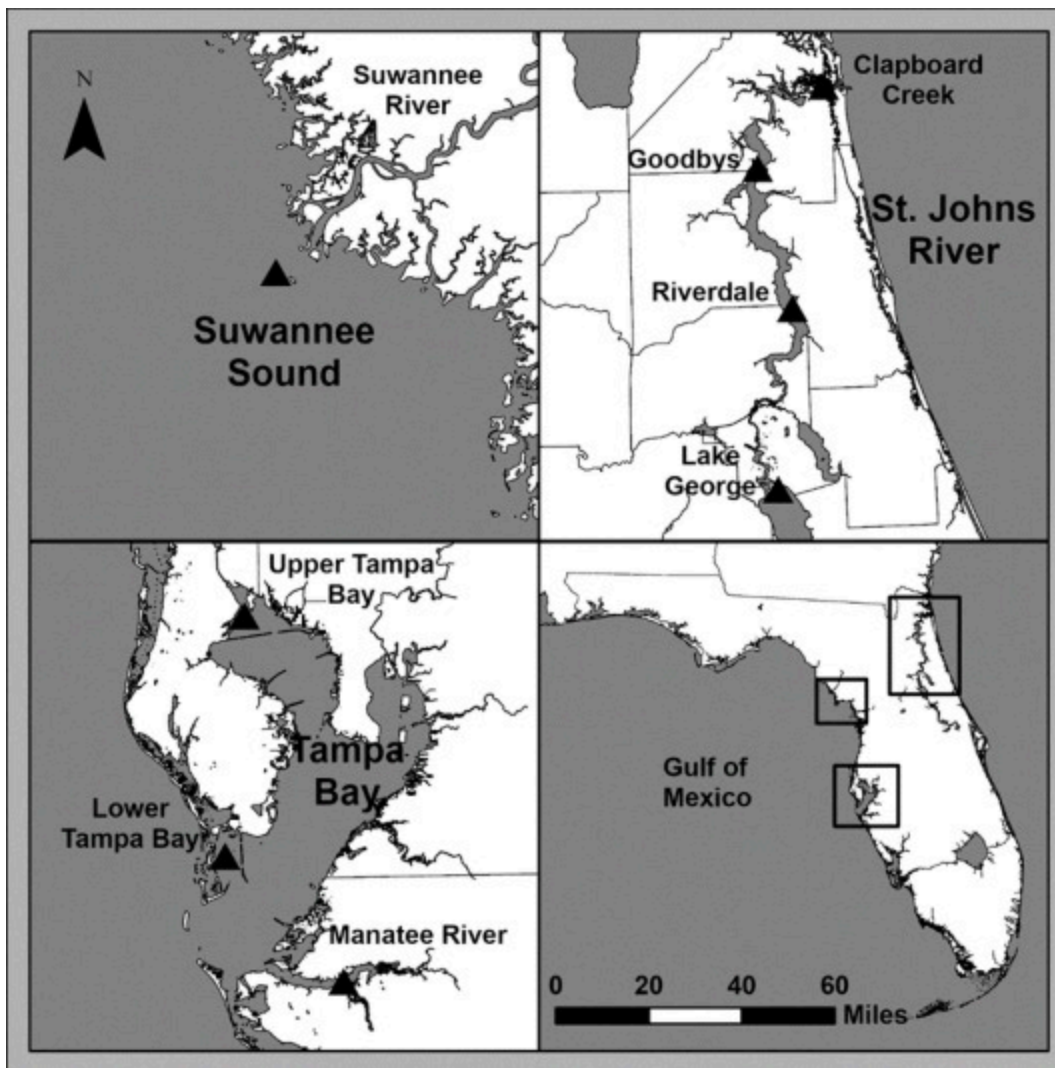 N
Suwannee
River
Suwannee
Sound
Clapboard
Creek
Goodbys
St. Johns
River
Riverdale
Lake
George
Upper Tampa
Bay
Tampa
Bay
Lower
Tampa Bay
Manatee River
Gulf of
Mexico
0 20 40 60
Miles